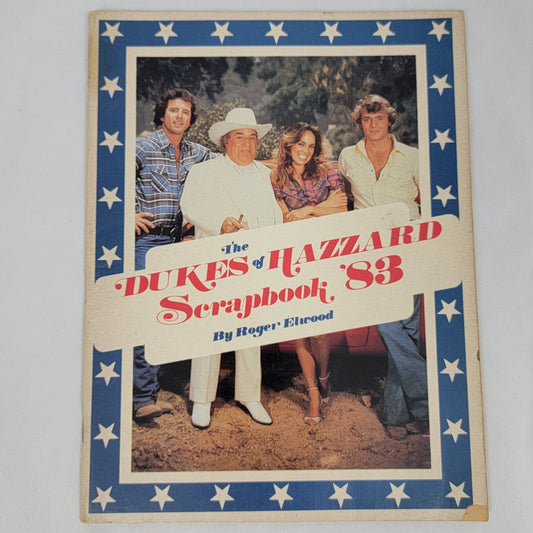 The
DUKES of HAZZARD
Scrapbook '83
By Roger Elwood